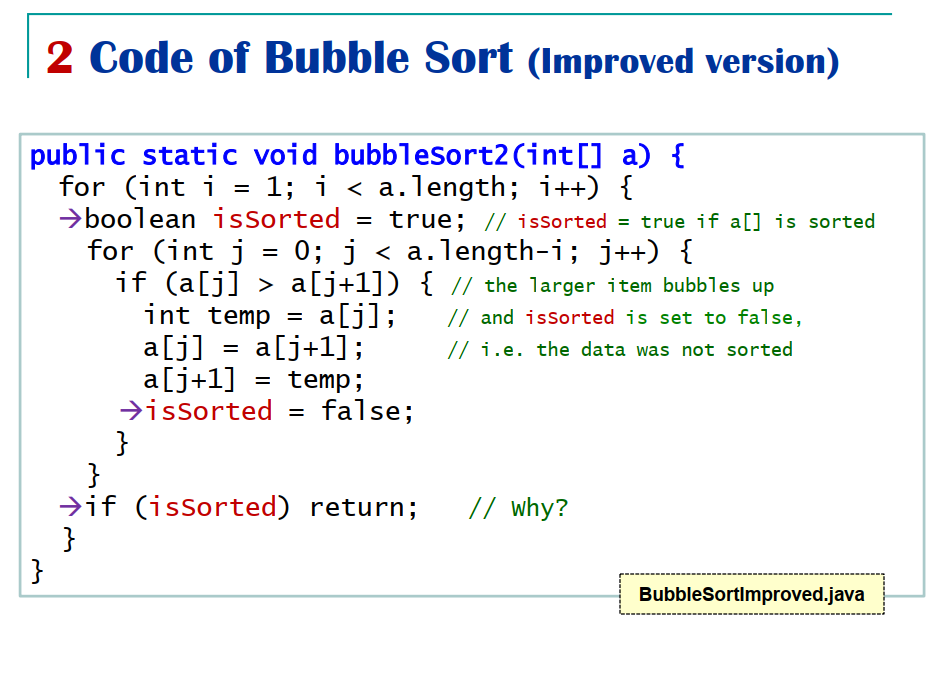 2 Code of Bubble Sort (Improved version)
public static void bubbleSort2(int[] a) {
for (int i = 1; i < a.length; i++) {
→boolean isSorted = true; // isSorted = true if a[] is sorted
for (int j = 0; j < a.length-i; j++) {
if (a[j] > a[j+1]) { // the larger item bubbles up
int temp = a[j]; // and isSorted is set to false,
a[j] = a[j+1]; // i.e. the data was not sorted
a[j+1] = temp;
→isSorted = false;
}
}
→if (isSorted) return; // Why?
}
}
BubbleSortImproved.java